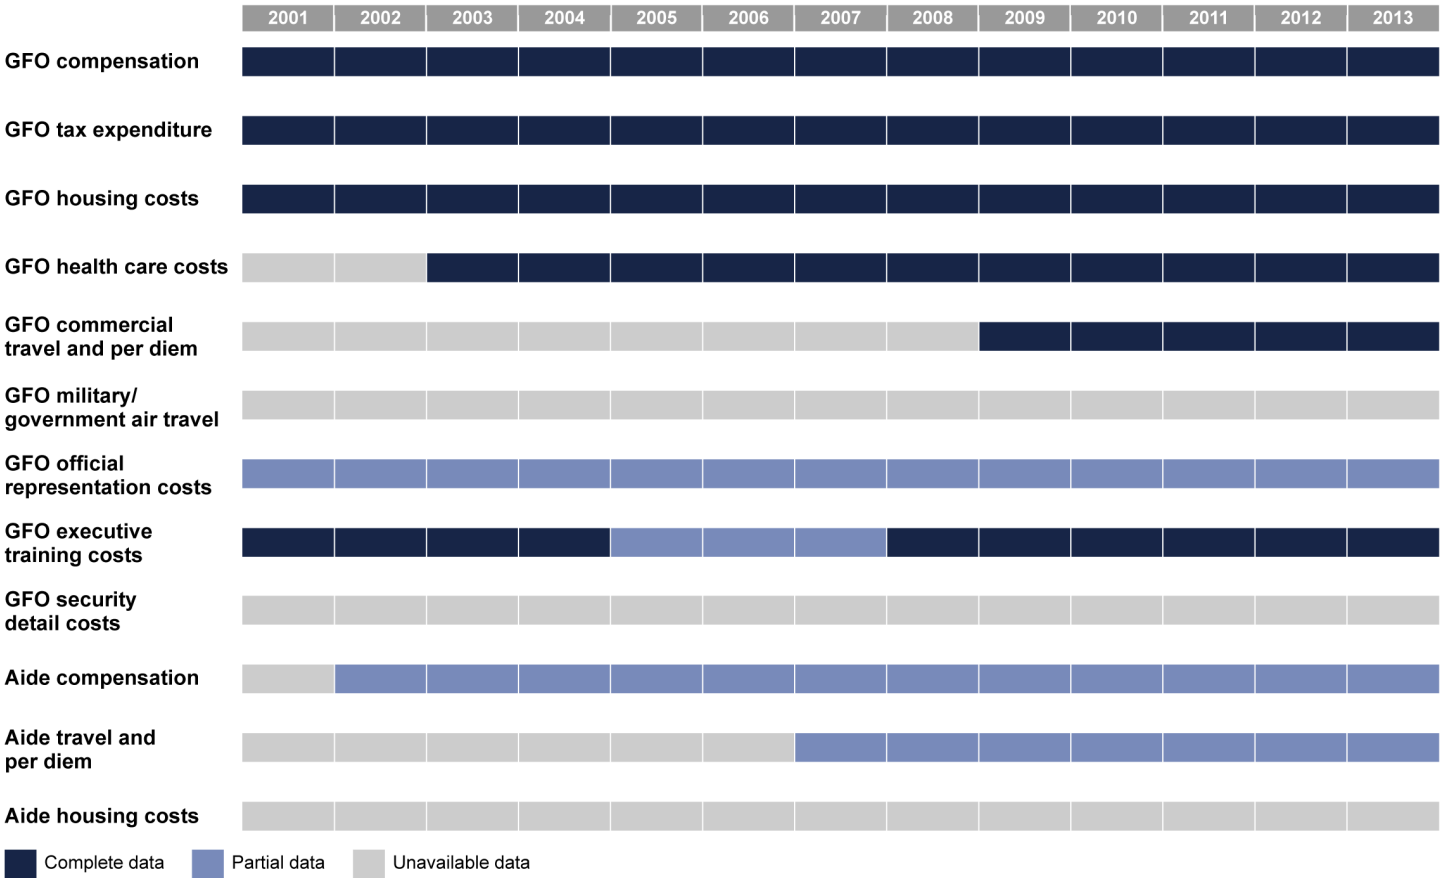 2001 2002 2003 2004 2005 2006 2007 2008 2009 2010 2011 2012 2013
GFO compensation
GFO tax expenditure
GFO housing costs
GFO health care costs
GFO commercial
travel and per diem
GFO military/
government air travel
GFO official
representation costs
GFO executive
training costs
GFO security
detail costs
Aide compensation
Aide travel and
per diem
Aide housing costs
Complete data Partial data Unavailable data